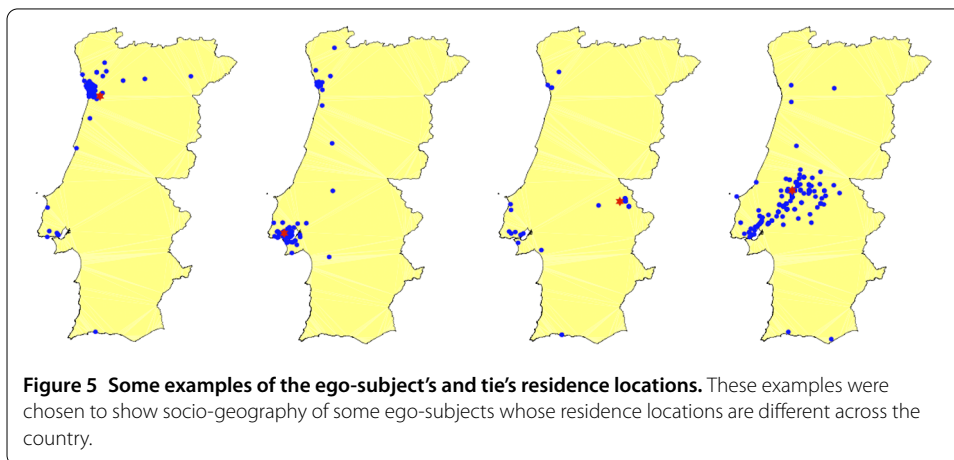 Figure 5 Some examples of the ego-subject's and tie's residence locations. These examples were
chosen to show socio-geography of some ego-subjects whose residence locations are different across the
country.